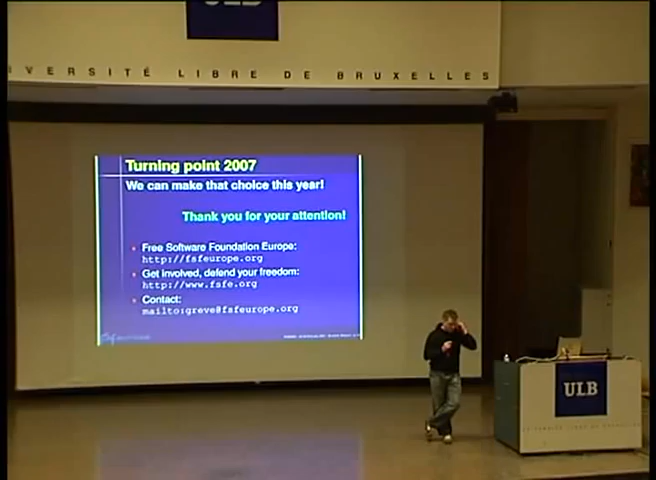 ULB
UNIVERSITÉ LIBRE DE BRUXELLES
Turning point 2007
We can make that choice this year!
Thank you for your attention!
Free Software Foundation Europe:
http://fsfeurope.org
Get involved, defend your freedom:
http://www.fsfe.org
Contact:
mailto:greve@fsfeurope.org
ULB